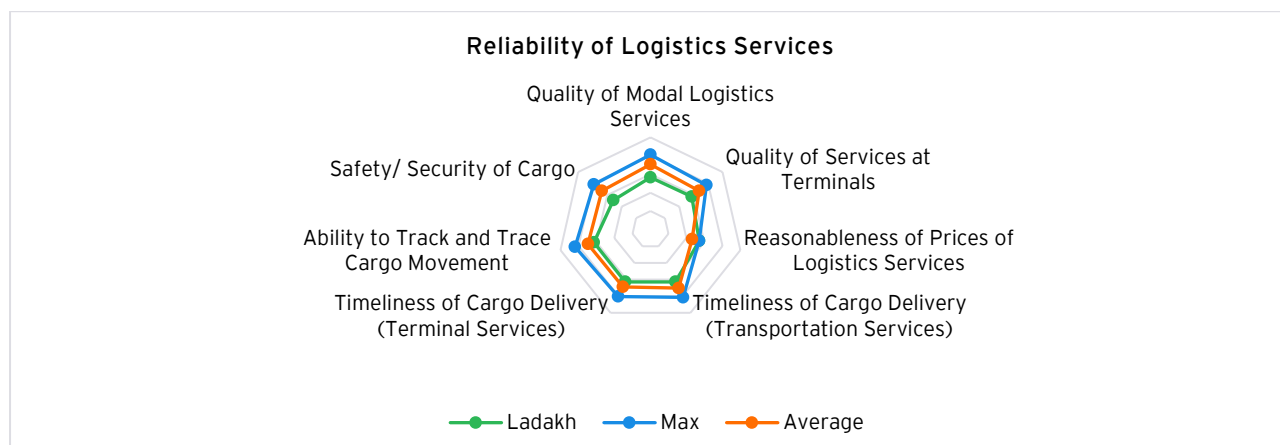 Reliability of Logistics Services
Quality of Modal Logistics
Services
Quality of Services at
Terminals
Reasonableness of Prices of
Logistics Services
Timeliness of Cargo Delivery
(Transportation Services)
Timeliness of Cargo Delivery
(Terminal Services)
Ability to Track and Trace
Cargo Movement
Safety/ Security of Cargo
Ladakh
Max
Average